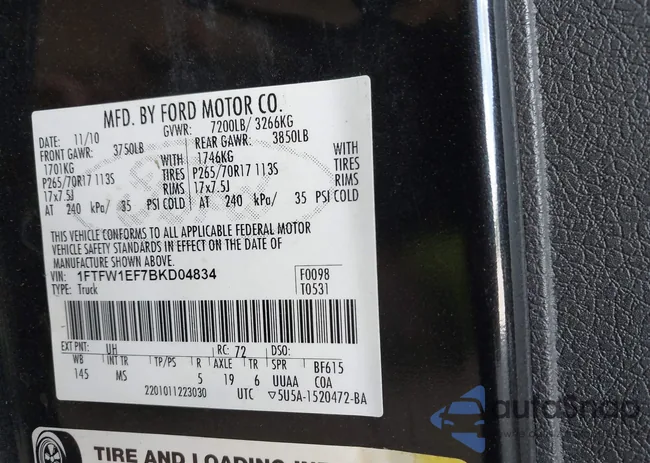 MFD. BY FORD MOTOR CO.
DATE: 11/10 GVWR: 7200LB/ 3266KG
FRONT GAWR: 3750LB REAR GAWR: 3850LB
1701KG WITH 1746KG WITH
P265/70R17 113S TIRES P265/70R17 113S TIRES
17x7.5J RIMS 17x7.5J RIMS
AT 240 kPa/ 35 PSI COLD AT 240 kPa/ 35 PSI COLD
THIS VEHICLE CONFORMS TO ALL APPLICABLE FEDERAL MOTOR
VEHICLE SAFETY STANDARDS IN EFFECT ON THE DATE OF
MANUFACTURE SHOWN ABOVE.
VIN: 1FTFW1EF7BKD04834 F0098
TYPE: Truck T0531
EXT PNT: UH RC: 72 DSO:
WB INT TR TP/PS R AXLE TR SPR BF615
145 MS 5 19 6 UUAA COA
2201011223030 UTC ▽5U5A-1520472-BA
TIRE AND LOADING
autoSnap